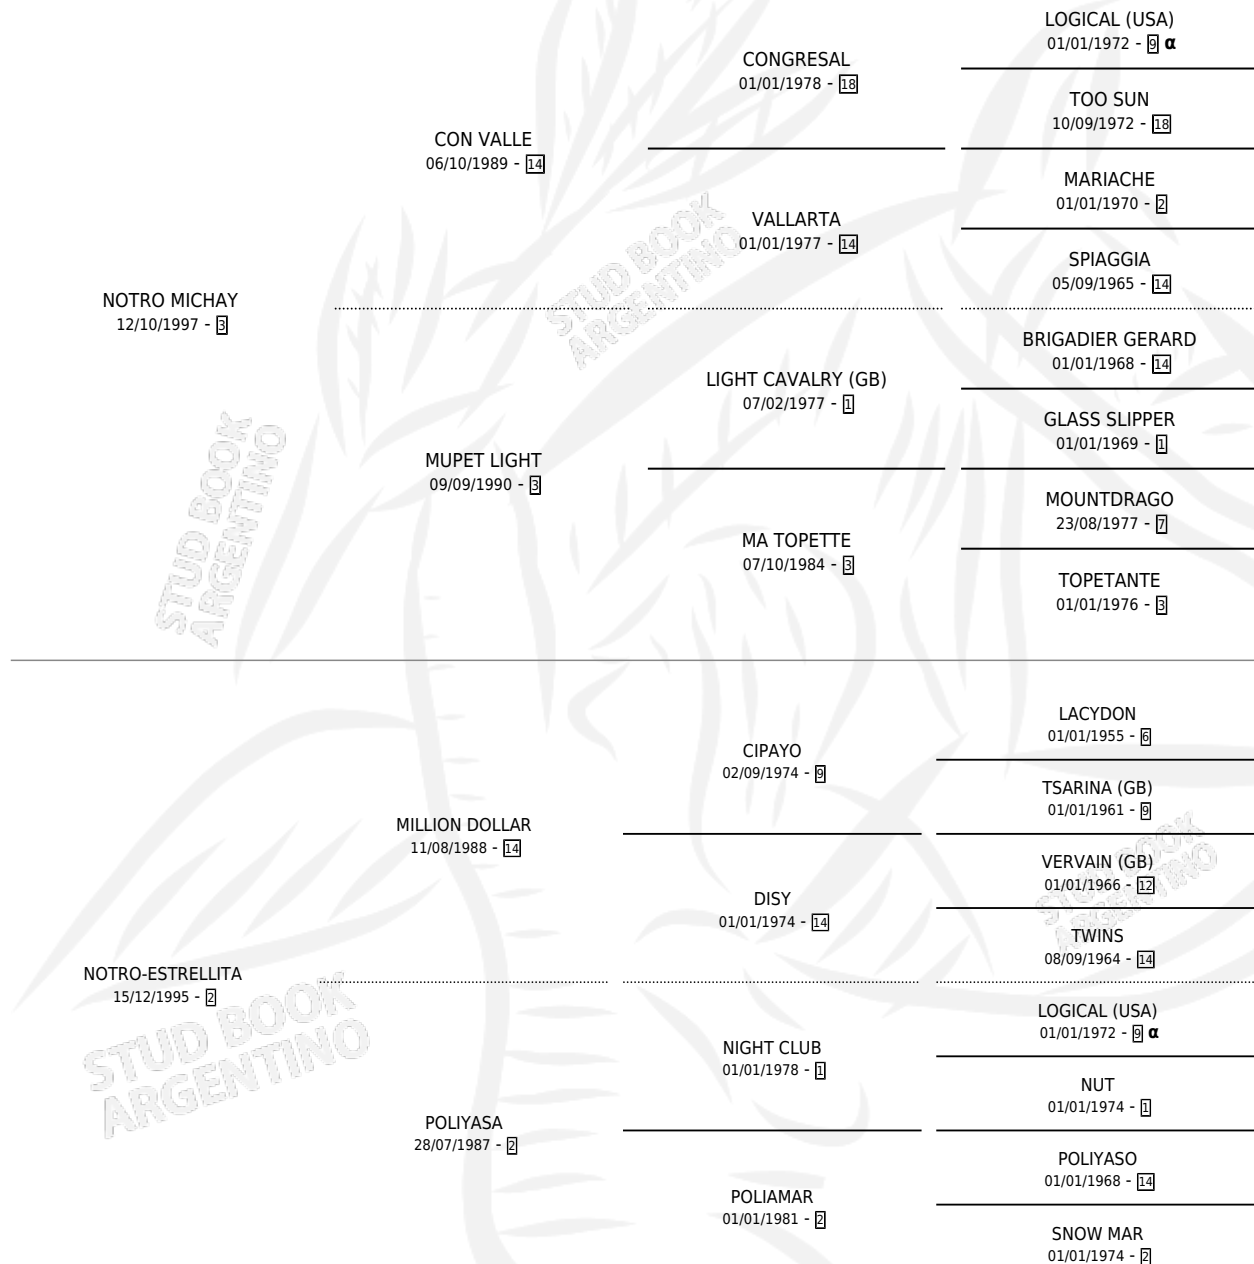 LOGICAL (USA)
01/01/1972 - 9 α
CONGRESAL
01/01/1978 - 18
TOO SUN
10/09/1972 - 18
CON VALLE
06/10/1989 - 14
MARIACHE
01/01/1970 - 2
VALLARTA
01/01/1977 - 14
SPIAGGIA
05/09/1965 - 14
NOTRO MICHAY
12/10/1997 - 3
STUD BOOK
ARGENTINO
BRIGADIER GERARD
01/01/1968 - 14
LIGHT CAVALRY (GB)
07/02/1977 - 1
GLASS SLIPPER
01/01/1969 - 1
MUPET LIGHT
09/09/1990 - 3
MOUNTDRAGO
23/08/1977 - 7
MA TOPETTE
07/10/1984 - 3
TOPETANTE
01/01/1976 - 3
STUD BOOK
ARGENTINO
LACYDON
01/01/1955 - 6
CIPAYO
02/09/1974 - 9
TSARINA (GB)
01/01/1961 - 9
MILLION DOLLAR
11/08/1988 - 14
VERVAIN (GB)
01/01/1966 - 12
DISY
01/01/1974 - 14
TWINS
08/09/1964 - 14
STUD BOOK
ARGENTINO
NOTRO-ESTRELLITA
15/12/1995 - 2
LOGICAL (USA)
01/01/1972 - 9 α
NIGHT CLUB
01/01/1978 - 1
NUT
01/01/1974 - 1
STUD BOOK
ARGENTINO
POLIYASA
28/07/1987 - 2
POLIYASO
01/01/1968 - 14
POLIAMAR
01/01/1981 - 2
SNOW MAR
01/01/1974 - 2